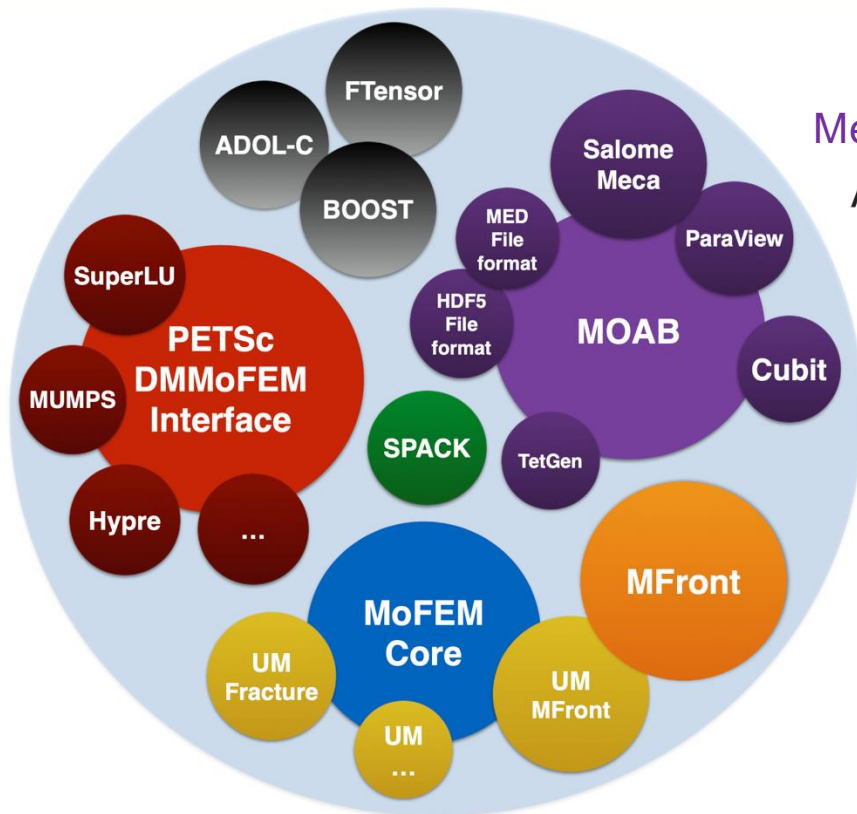 FTensor
ADOL-C
BOOST
Salome
Meca
MED
File
format
ParaView
HDF5
File
format
MOAB
Cubit
TetGen
SuperLU
PETSc
DMMoFEM
Interface
MUMPS
Hypre
...
SPACK
MoFEM
Core
UM
Fracture
UM
...
UM
MFront
MFront